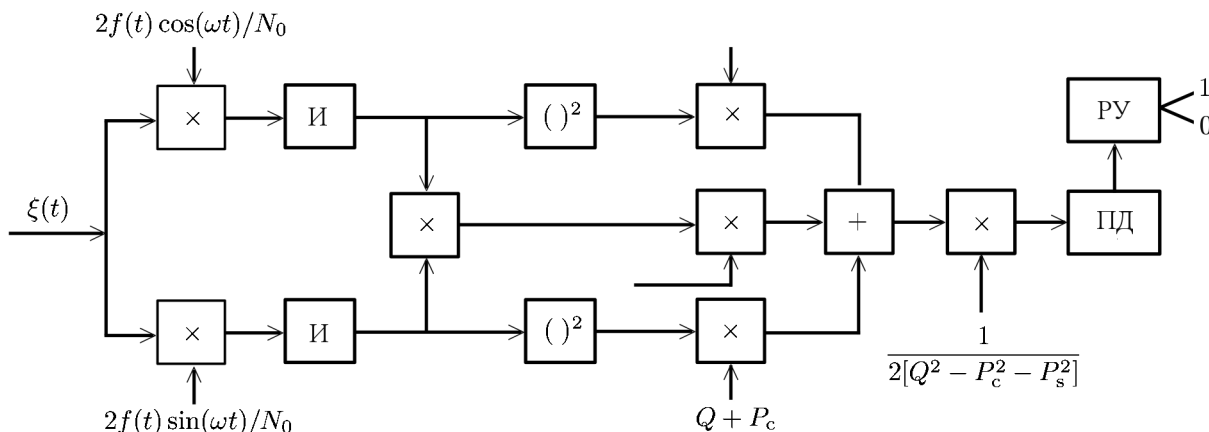 2f(t) cos(ωt)/N₀
× И ( )² × РУ 1
0
ξ(t) × × + × ПД
× И ( )² ×
1
2[Q² − P_c² − P_s²]
2f(t) sin(ωt)/N₀ Q + P_c